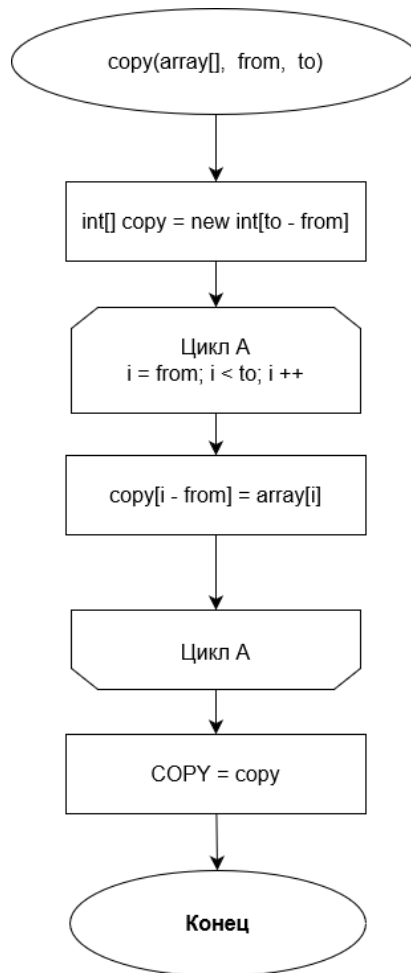 copy(array[], from, to)
int[] copy = new int[to - from]
Цикл А
i = from; i < to; i ++
copy[i - from] = array[i]
Цикл А
COPY = copy
Конец